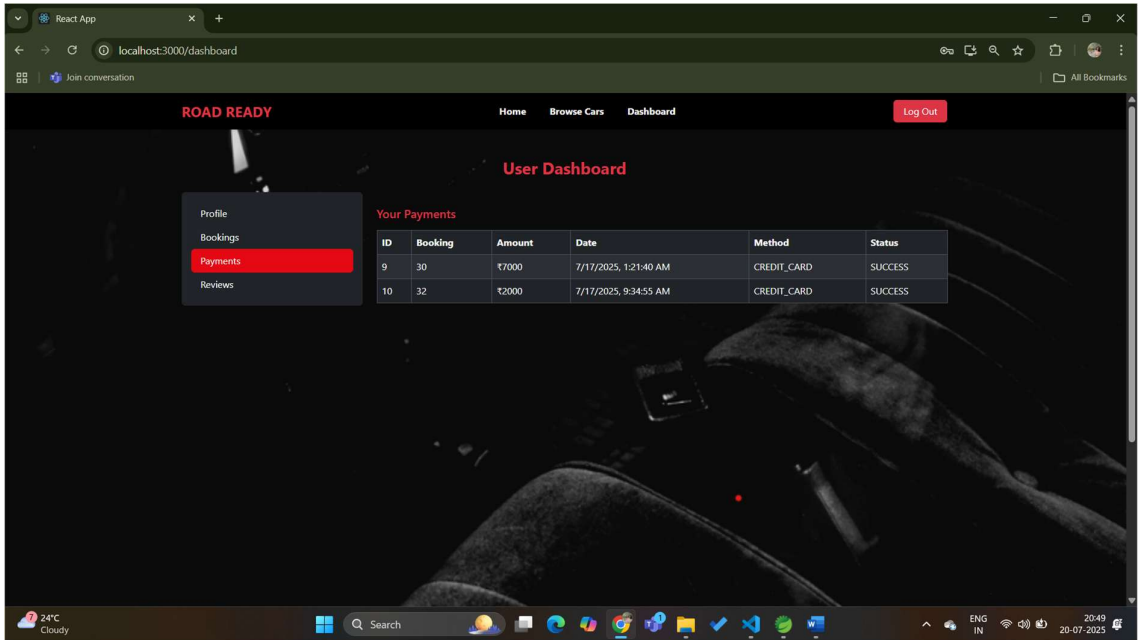 React App
localhost:3000/dashboard
Join conversation
All Bookmarks
ROAD READY
Home Browse Cars Dashboard
Log Out
User Dashboard
Profile
Bookings
Payments
Reviews
Your Payments
ID Booking Amount Date Method Status
9 30 ₹7000 7/17/2025, 1:21:40 AM CREDIT_CARD SUCCESS
10 32 ₹2000 7/17/2025, 9:34:55 AM CREDIT_CARD SUCCESS
7 24°C
Cloudy
Search
ENG
IN
20:49
20-07-2025